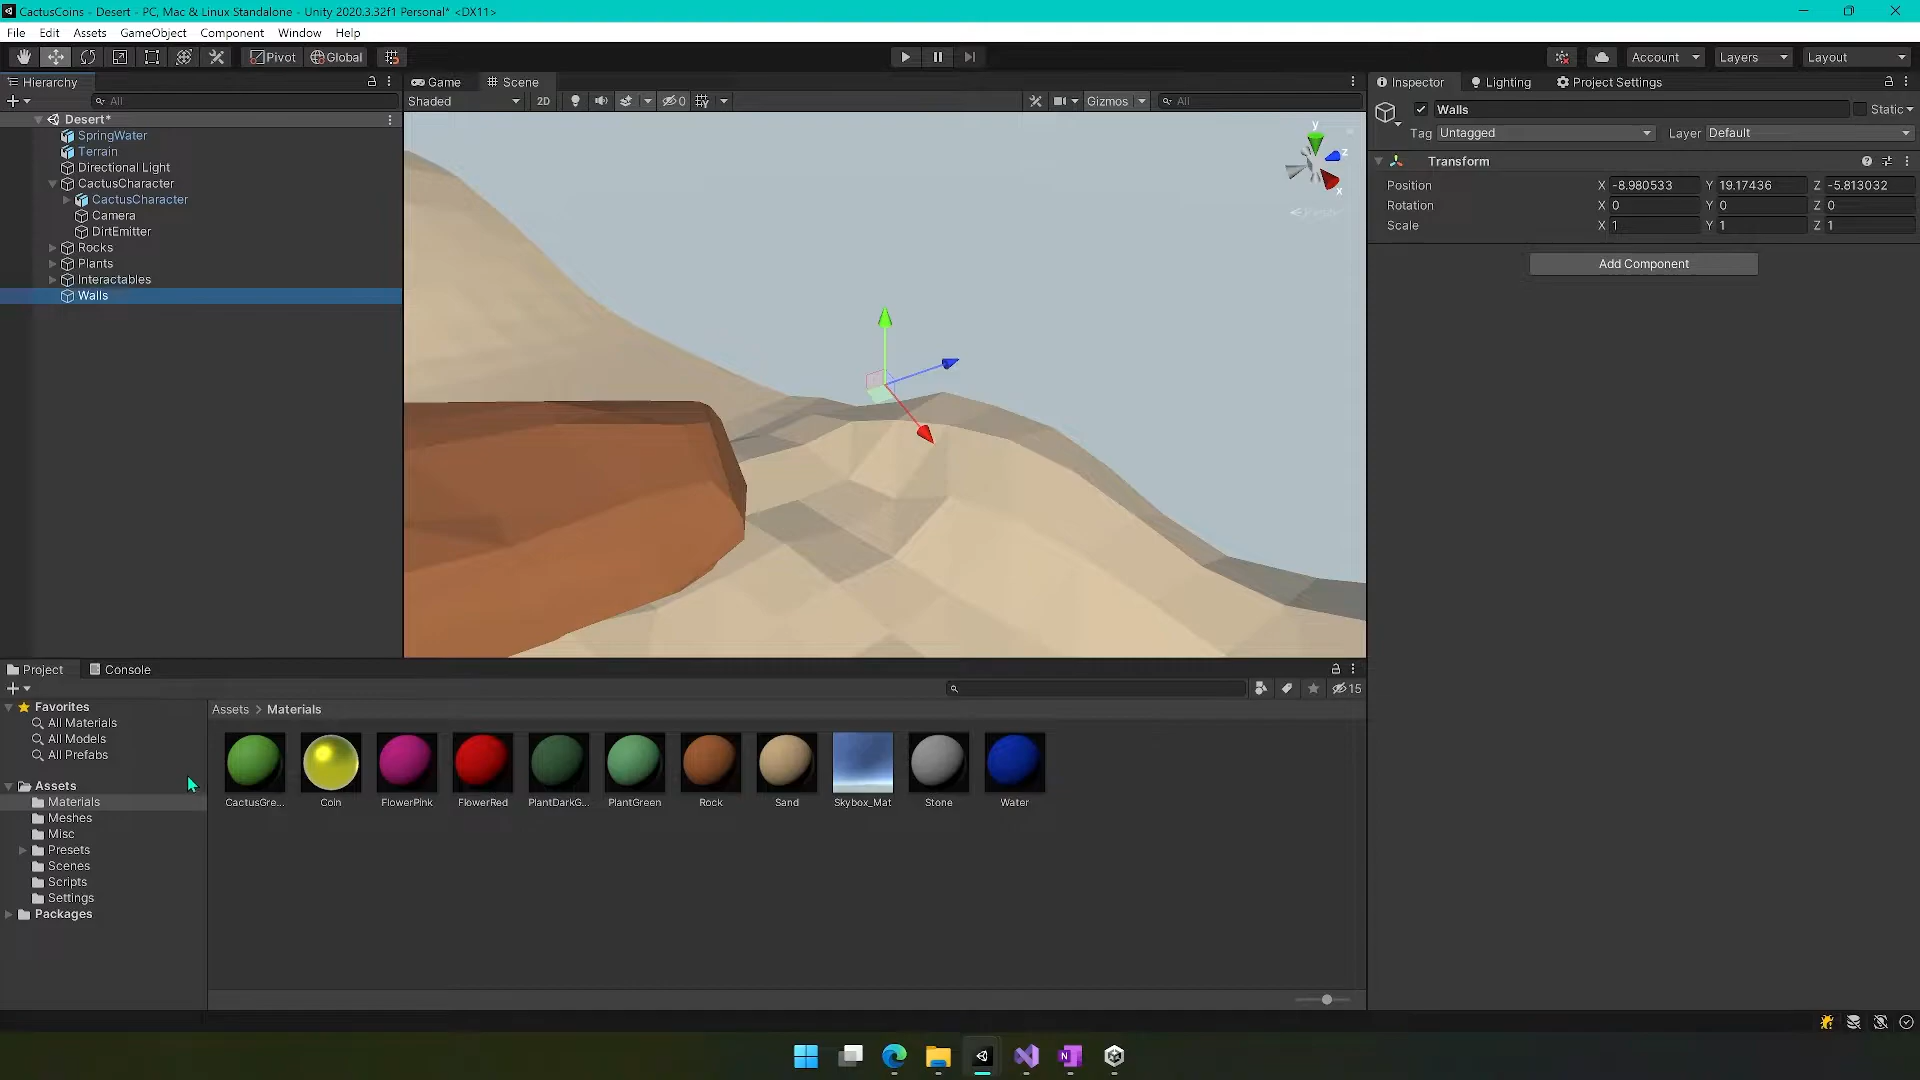 CactusCoins - Desert - PC, Mac & Linux Standalone - Unity 2020.3.32f1 Personal* <DX11>
File Edit Assets GameObject Component Window Help
Pivot Global Account Layers Layout
Hierarchy
All
Desert*
SpringWater
Terrain
Directional Light
CactusCharacter
CactusCharacter
Camera
DirtEmitter
Rocks
Plants
Interactables
Walls
Game Scene
Shaded 2D 0 Gizmos All
y
z
x
Inspector Lighting Project Settings
Walls Static
Tag Untagged Layer Default
Transform
Position X -8.980533 Y 19.17436 Z -5.813032
Rotation X 0 Y 0 Z 0
Scale X 1 Y 1 Z 1
Add Component
Project Console
15
Favorites
All Materials
All Models
All Prefabs
Assets
Materials
Meshes
Misc
Presets
Scenes
Scripts
Settings
Packages
Assets > Materials
CactusGre... Coin FlowerPink FlowerRed PlantDarkG... PlantGreen Rock Sand Skybox_Mat Stone Water